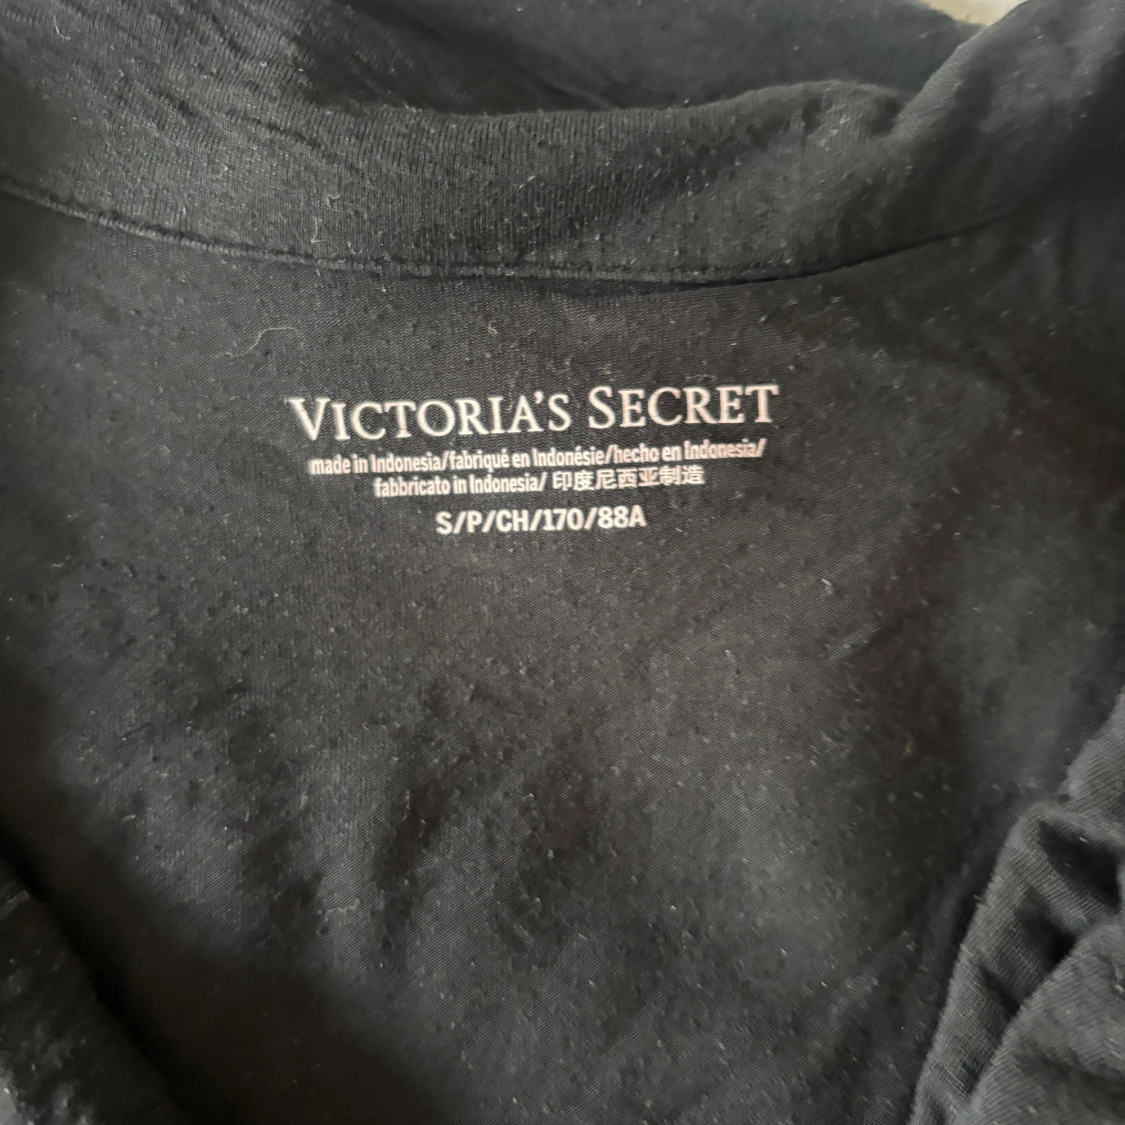 VICTORIA'S SECRET
made in Indonesia/fabriqué en Indonésie/hecho en Indonesia/
fabbricato in Indonesia/ 印度尼西亚制造
S/P/CH/170/88A